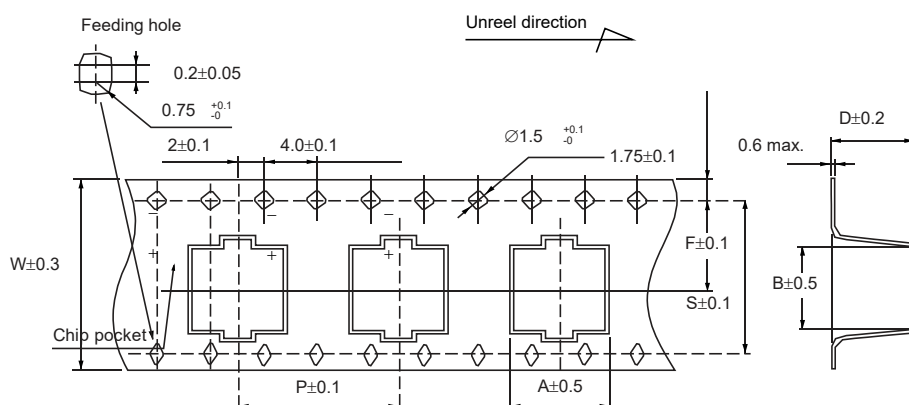 Feeding hole
Unreel direction
0.2±0.05
0.75 +0.1
-0
2±0.1
4.0±0.1
∅1.5 +0.1
-0
1.75±0.1
0.6 max.
D±0.2
W±0.3
F±0.1
S±0.1
B±0.5
Chip pocket
P±0.1
A±0.5
− − −
+ + +